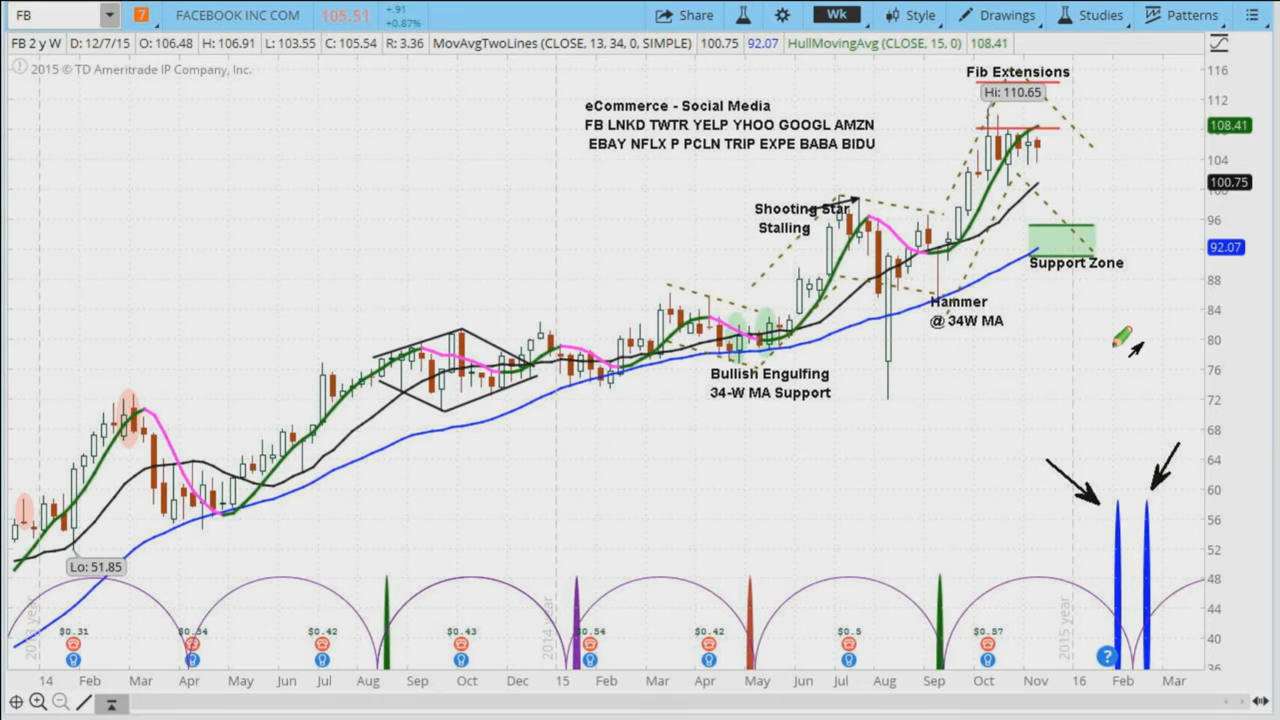 FB
7
FACEBOOK INC COM
105.51
+.91
+0.87%
Share
Wk
Style
Drawings
Studies
Patterns
FB 2 y W D: 12/7/15 O: 106.48 H: 106.91 L: 103.55 C: 105.54 R: 3.36 MovAvgTwoLines (CLOSE, 13, 34, 0, SIMPLE) 100.75 92.07 HullMovingAvg (CLOSE, 15, 0) 108.41
2015 © TD Ameritrade IP Company, Inc.
Fib Extensions
Hi: 110.65
eCommerce - Social Media
FB LNKD TWTR YELP YHOO GOOGL AMZN
EBAY NFLX P PCLN TRIP EXPE BABA BIDU
Shooting Star
Stalling
Support Zone
Hammer
@ 34W MA
Bullish Engulfing
34-W MA Support
Lo: 51.85
116
112
108.41
104
100.75
96
92.07
88
84
80
76
72
68
64
60
56
52
48
44
40
36
2014 year
2015 year
$0.31
$0.42
$0.43
$0.54
$0.42
$0.5
$0.57
?
14 Feb Mar Apr May Jun Jul Aug Sep Oct Dec 15 Feb Mar Apr May Jun Jul Aug Sep Oct Nov 16 Feb Mar